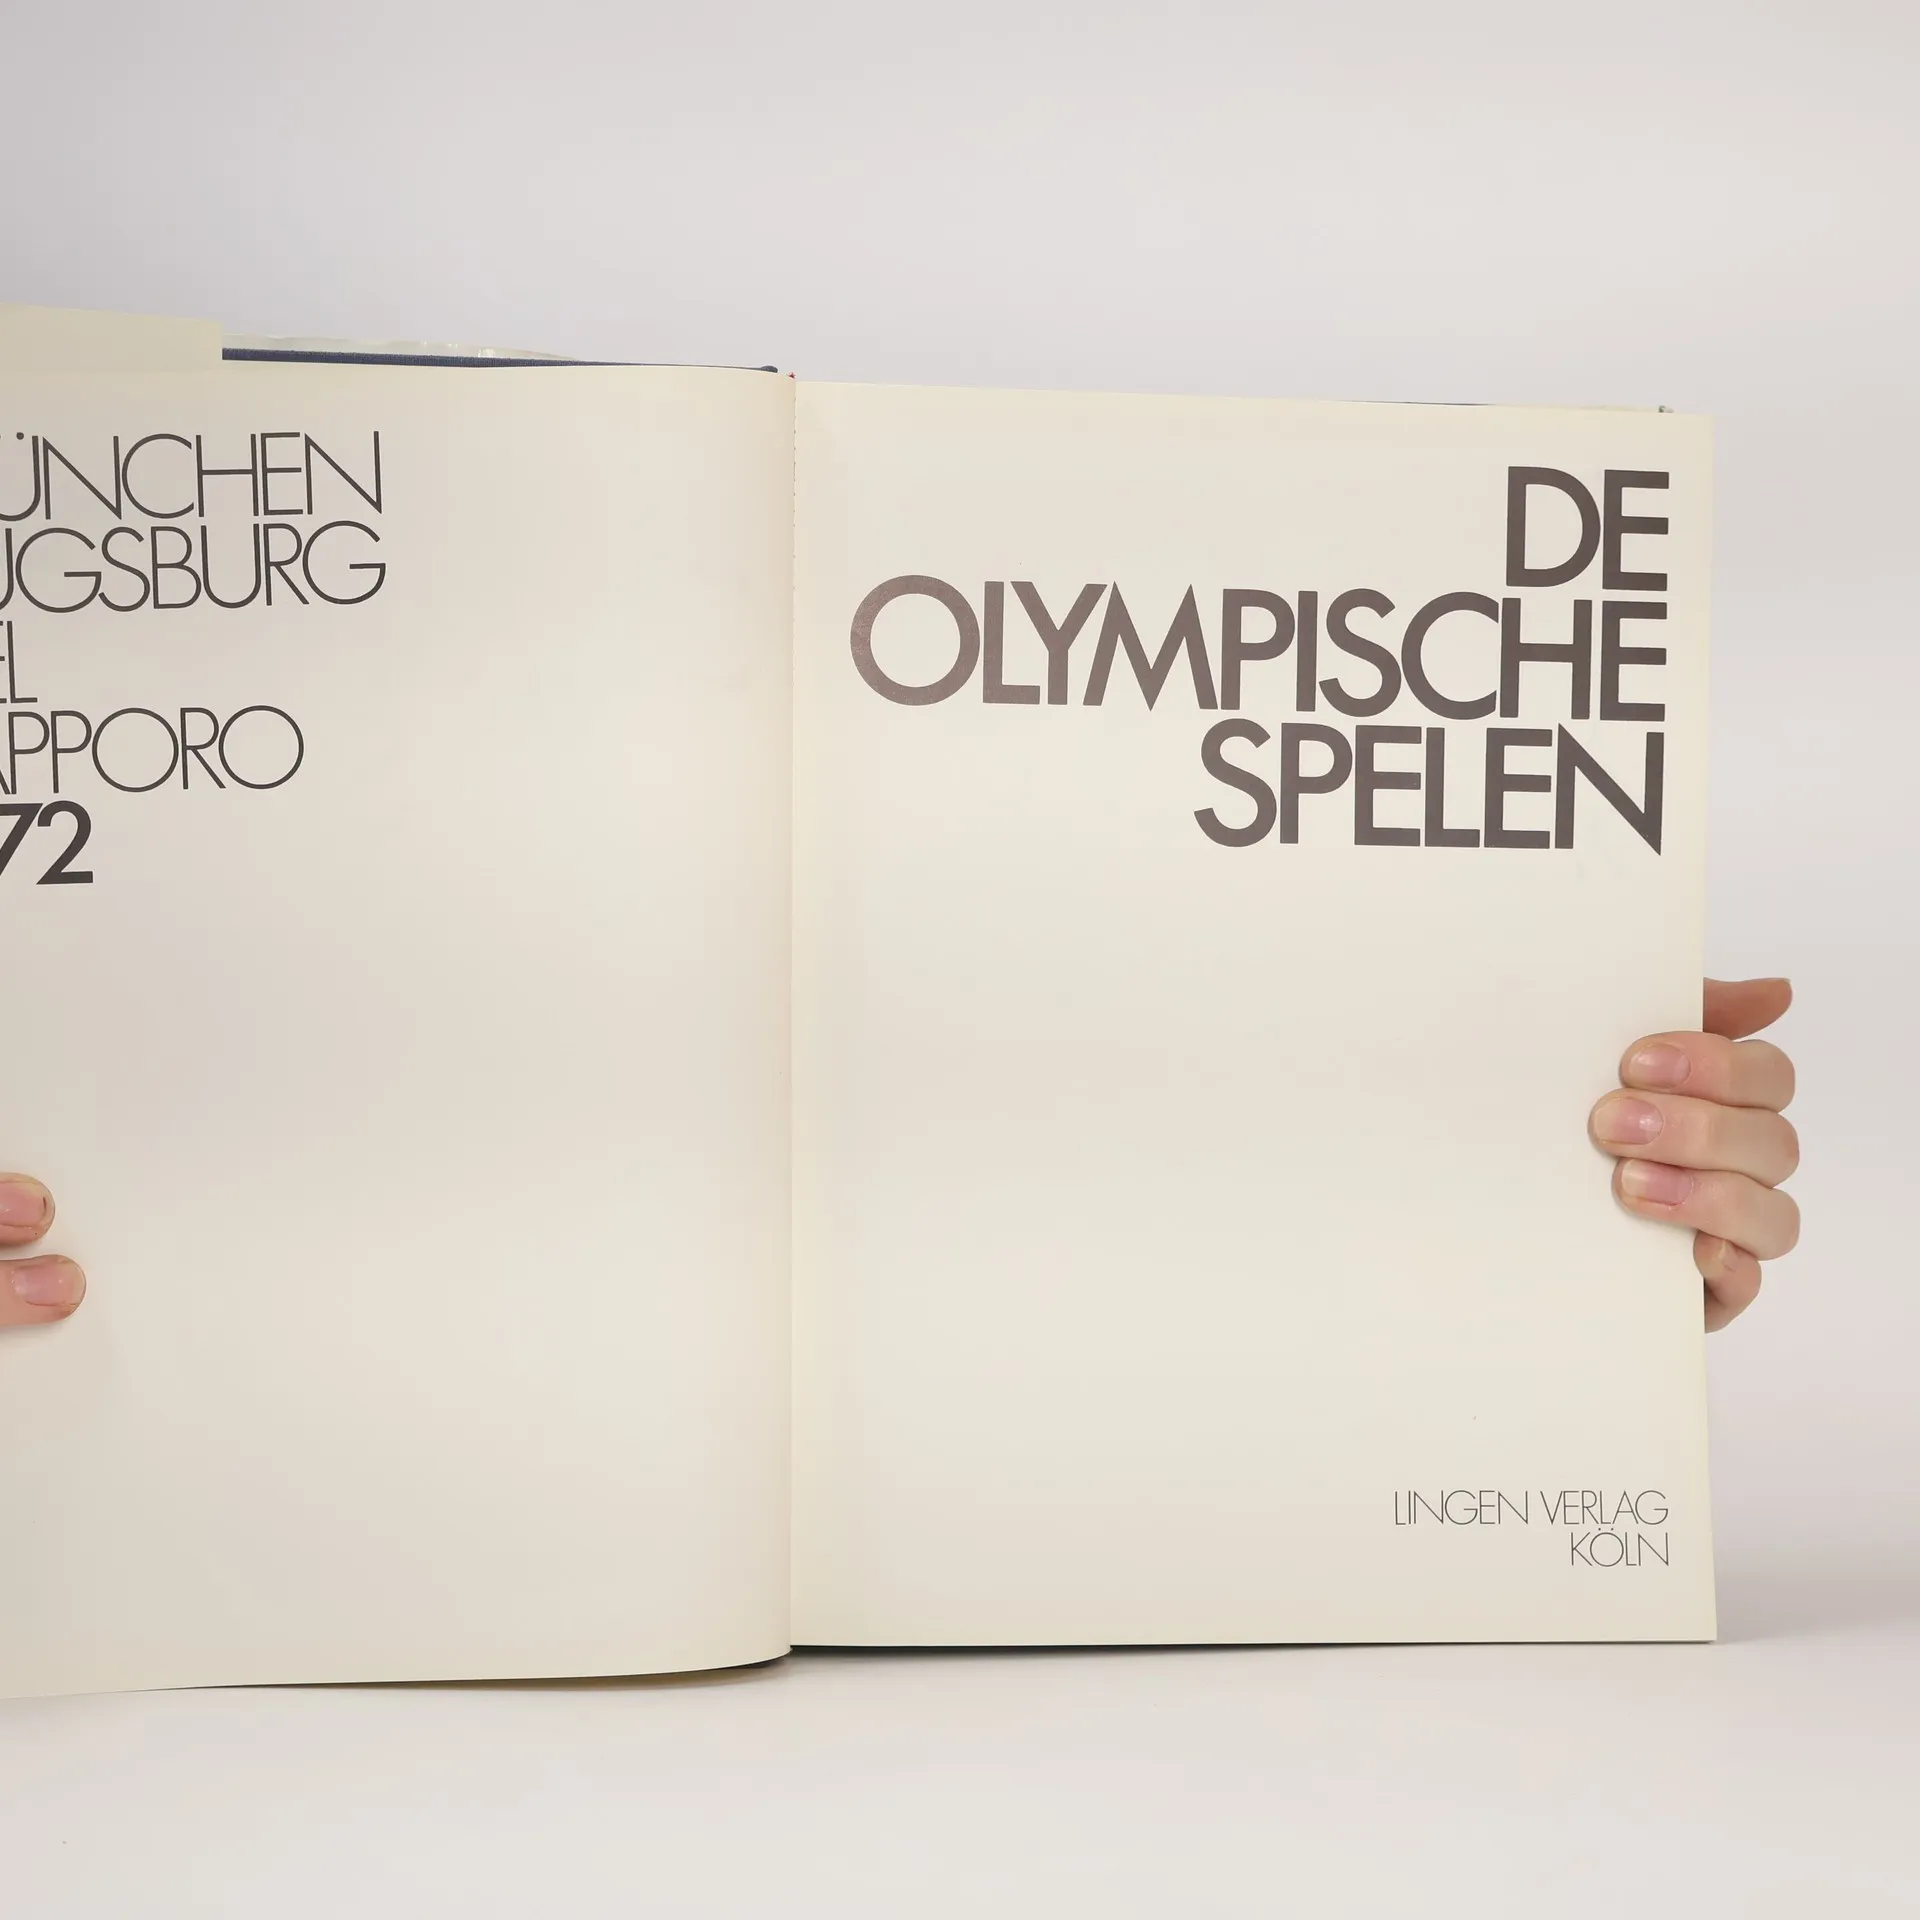 ÜNCHEN
UGSBURG
EL
APPORO
72
DE
OLYMPISCHE
SPELEN
LINGEN VERLAG
KÖLN